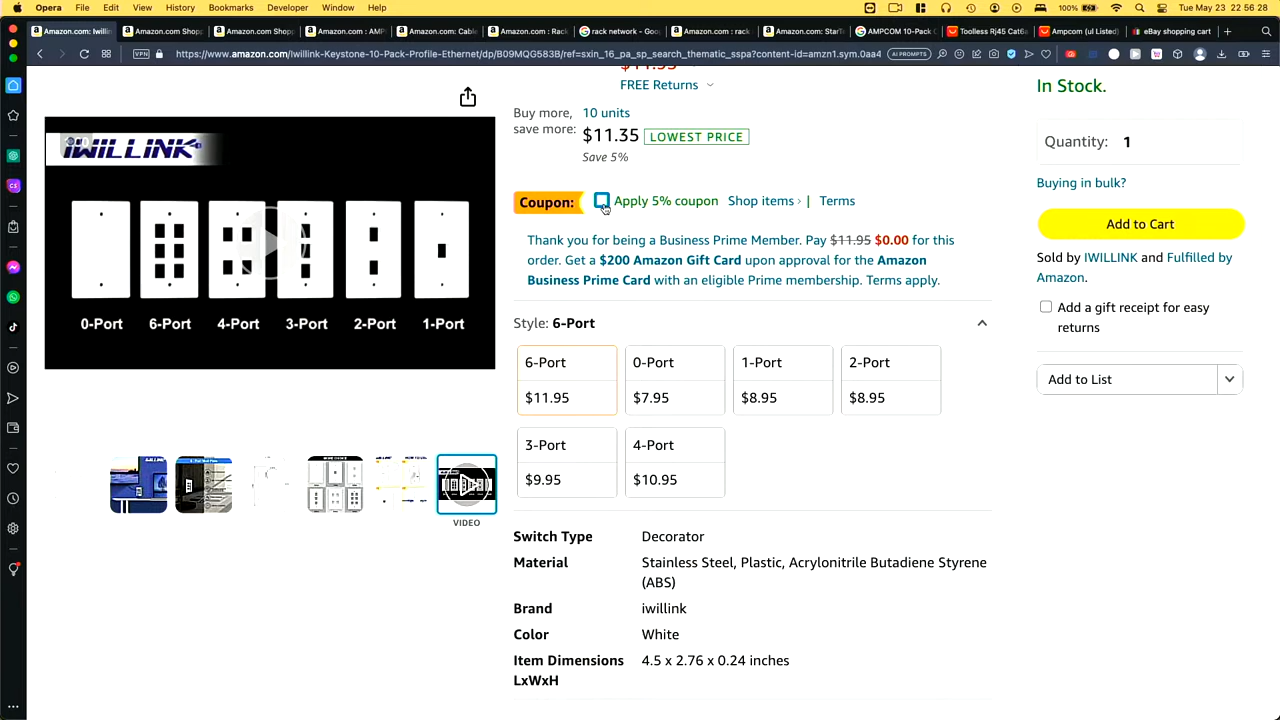 Opera File Edit View History Bookmarks Developer Window Help
Tue May 23 22 56 28
Amazon.com: Iwillin
Amazon.com Shop
Amazon.com Shop
Amazon.com : AMP
Amazon.com : Rack
rack network - Goo
Amazon.com : rack
Amazon.com : StarTe
AMPCOM 10-Pack C
Toolless Rj45 Cat6a
Ampcom (ul Listed)
eBay shopping cart
VPN
https://www.amazon.com/Iwillink-Keystone-10-Pack-Profile-Ethernet/dp/B09MQG583B/ref=sxin_16_pa_sp_search_thematic_sspa?content-id=amzn1.sym.0aa4
AI PROMPTS
FREE Returns
In Stock.
Buy more, save more:
10 units
$11.35 LOWEST PRICE
Save 5%
Quantity: 1
Buying in bulk?
Coupon: Apply 5% coupon Shop items › | Terms
Add to Cart
Thank you for being a Business Prime Member. Pay $11.95 $0.00 for this
order. Get a $200 Amazon Gift Card upon approval for the Amazon
Business Prime Card with an eligible Prime membership. Terms apply.
Sold by IWILLINK and Fulfilled by
Amazon.
Add a gift receipt for easy
returns
Add to List
IWILLINK
0-Port 6-Port 4-Port 3-Port 2-Port 1-Port
VIDEO
Style: 6-Port
6-Port
$11.95
0-Port
$7.95
1-Port
$8.95
2-Port
$8.95
3-Port
$9.95
4-Port
$10.95
Switch Type Decorator
Material Stainless Steel, Plastic, Acrylonitrile Butadiene Styrene
(ABS)
Brand iwillink
Color White
Item Dimensions 4.5 x 2.76 x 0.24 inches
LxWxH